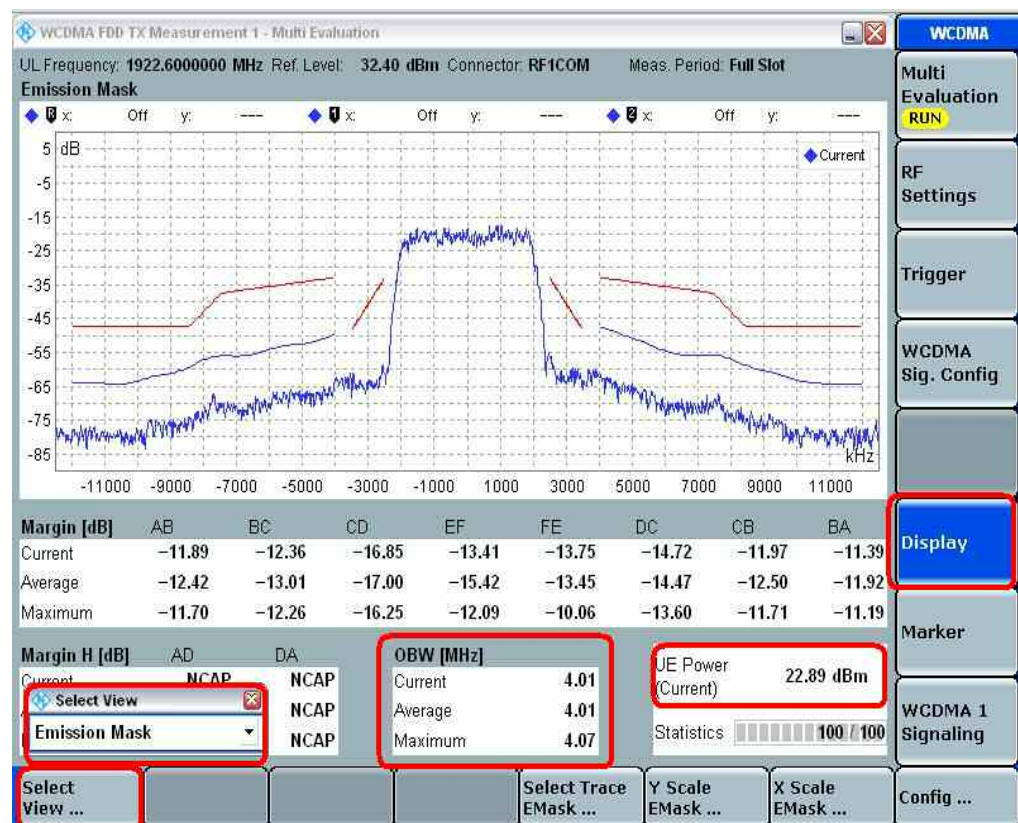 WCDMA FDD TX Measurement 1 - Multi Evaluation
WCDMA
UL Frequency: 1922.6000000 MHz Ref. Level: 32.40 dBm Connector: RF1COM Meas. Period: Full Slot
Emission Mask
R x: Off y: --- 1 x: Off y: --- 2 x: Off y: ---
5 dB
Current
-5
-15
-25
-35
-45
-55
-65
-75
-85
kHz
-11000 -9000 -7000 -5000 -3000 -1000 1000 3000 5000 7000 9000 11000
Margin [dB] AB BC CD EF FE DC CB BA
Current -11.89 -12.36 -16.85 -13.41 -13.75 -14.72 -11.97 -11.39
Average -12.42 -13.01 -17.00 -15.42 -13.45 -14.47 -12.50 -11.92
Maximum -11.70 -12.26 -16.25 -12.09 -10.06 -13.60 -11.71 -11.19
Margin H [dB] AD DA
Current NCAP NCAP
NCAP
NCAP
Select View
Emission Mask
OBW [MHz]
Current 4.01
Average 4.01
Maximum 4.07
UE Power
(Current)
22.89 dBm
Statistics 100 / 100
Multi
Evaluation
RUN
RF
Settings
Trigger
WCDMA
Sig. Config
Display
Marker
WCDMA 1
Signaling
Select
View ...
Select Trace
EMask ...
Y Scale
EMask ...
X Scale
EMask ...
Config ...